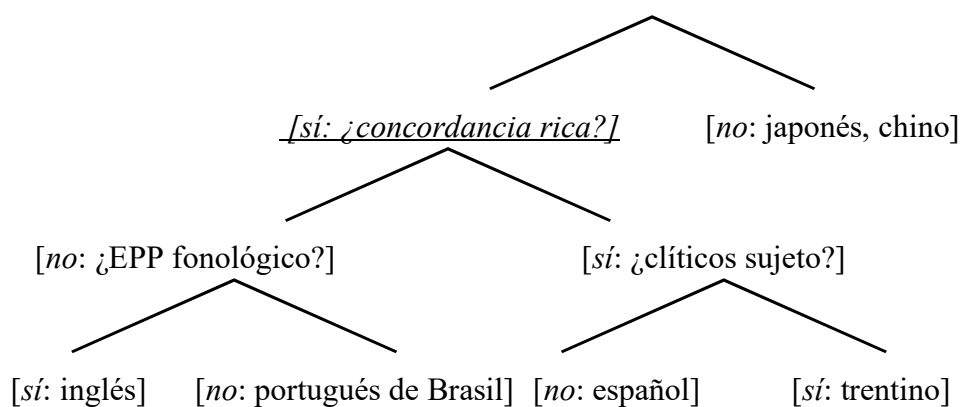 [sí: ¿concordancia rica?] [no: japonés, chino]
[no: ¿EPP fonológico?] [sí: ¿clíticos sujeto?]
[sí: inglés] [no: portugués de Brasil] [no: español] [sí: trentino]